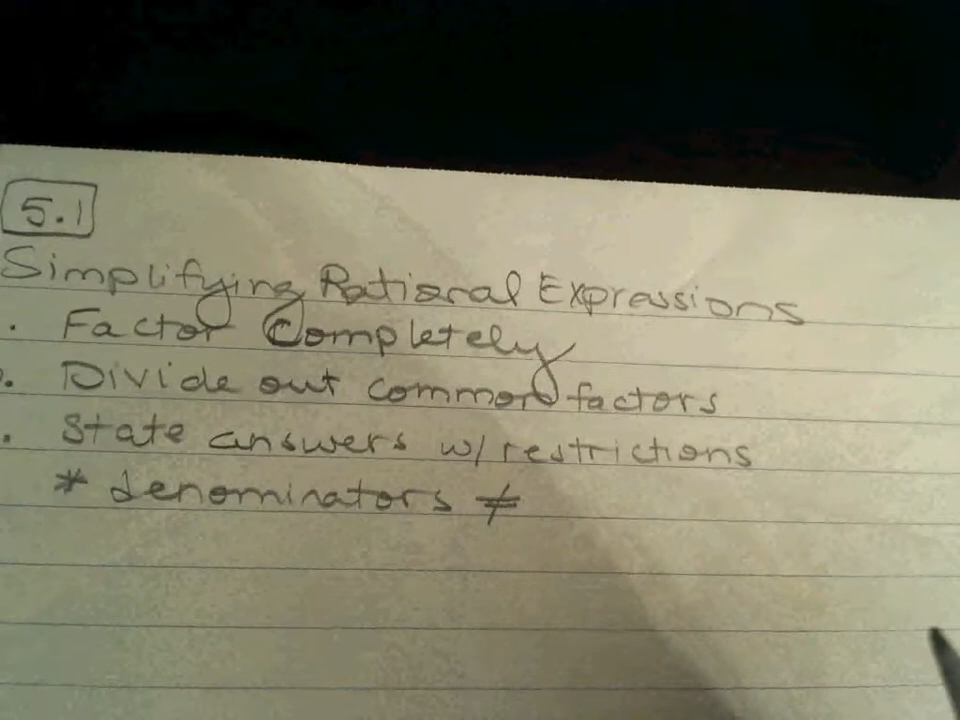 5.1
Simplifying Rational Expressions
. Factor Completely
. Divide out common factors
. State answers w/ restrictions
* denominators ≠